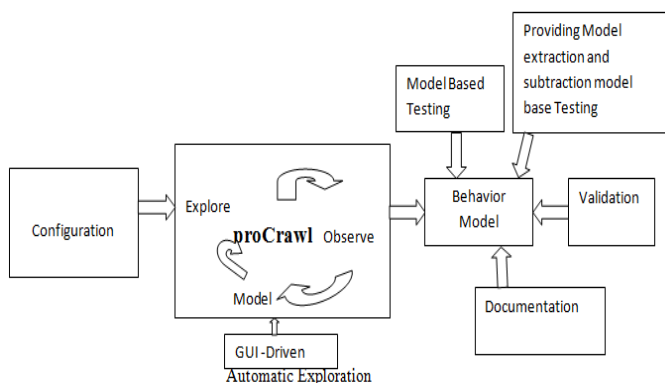 Providing Model
extraction and
subtraction model
base Testing
Model Based
Testing
Configuration
Explore
proCrawl Observe
Model
Behavior
Model
Validation
Documentation
GUI -Driven
Automatic Exploration